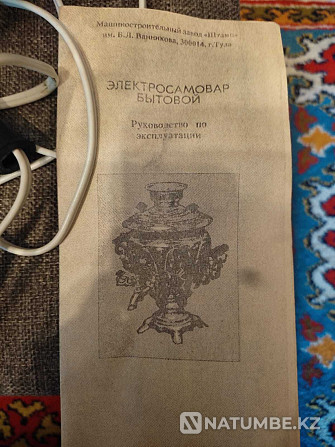 Машиностроительный завод «Штамп»
им. Б.Л. Ванникова, 300014, г. Тула
ЭЛЕКТРОСАМОВАР
БЫТОВОЙ
Руководство по
эксплуатации
NATUMBE.KZ